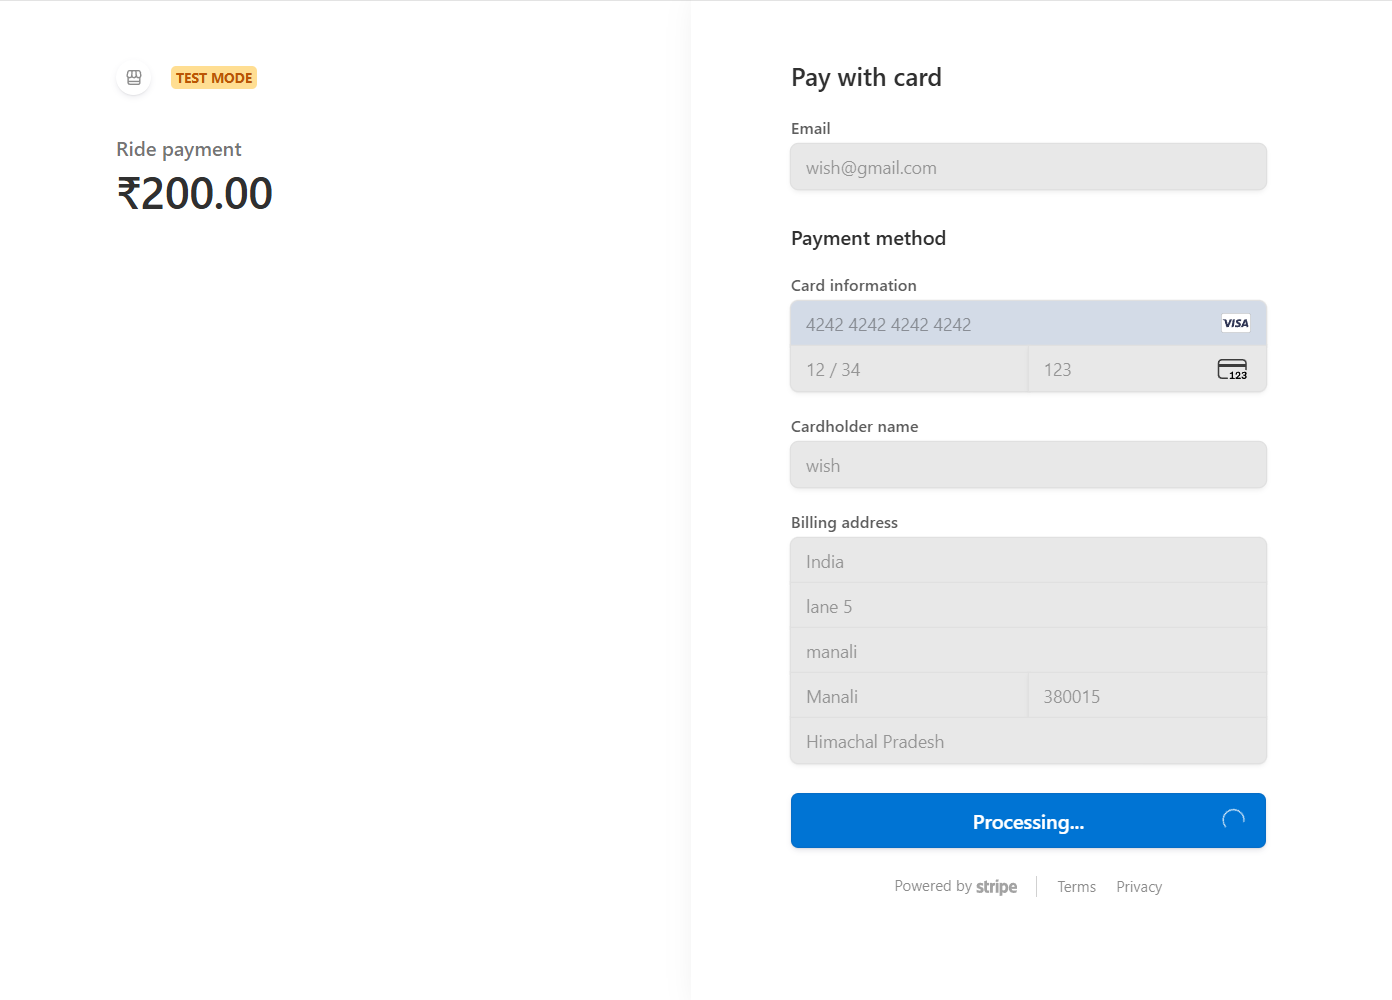 TEST MODE
Ride payment
₹200.00
Pay with card
Email
wish@gmail.com
Payment method
Card information
4242 4242 4242 4242 VISA
12 / 34 123 123
Cardholder name
wish
Billing address
India
lane 5
manali
Manali 380015
Himachal Pradesh
Processing...
Powered by stripe Terms Privacy